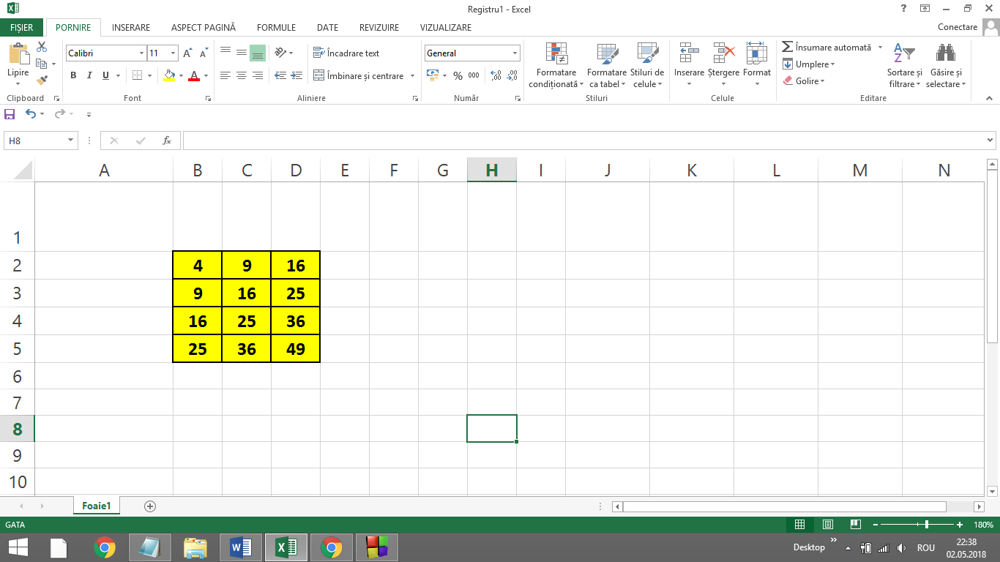 Registru1 - Excel
?
FIȘIER PORNIRE INSERARE ASPECT PAGINĂ FORMULE DATE REVIZUIRE VIZUALIZARE Conectare
Lipire
Clipboard
Calibri 11
B I U A
Font
Încadrare text
Îmbinare și centrare
Aliniere
General
% 000
Număr
Formatare condiționată
Formatare ca tabel
Stiluri de celule
Stiluri
Inserare Ștergere Format
Celule
Însumare automată
Umplere
Golire
Sortare și filtrare
Găsire și selectare
Editare
H8 fx
A B C D E F G H I J K L M N
1
2 4 9 16
3 9 16 25
4 16 25 36
5 25 36 49
6
7
8
9
10
Foaie1
GATA 180%
Desktop ROU 22:38
02.05.2018